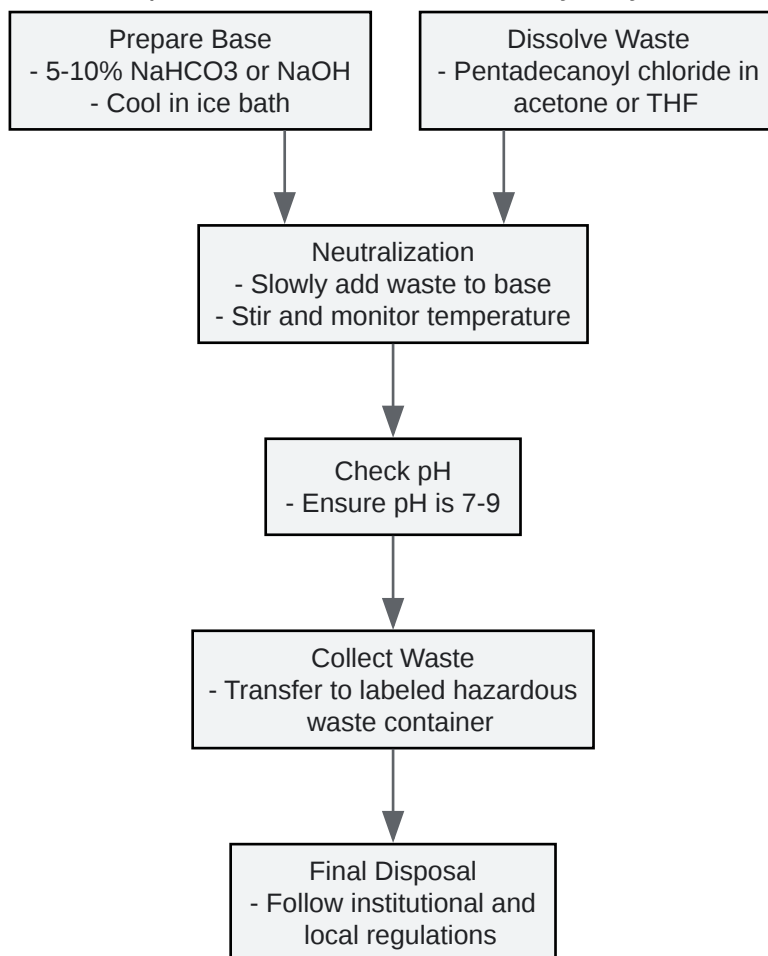 Prepare Base
- 5-10% NaHCO3 or NaOH
- Cool in ice bath
Dissolve Waste
- Pentadecanoyl chloride in
acetone or THF
Neutralization
- Slowly add waste to base
- Stir and monitor temperature
Check pH
- Ensure pH is 7-9
Collect Waste
- Transfer to labeled hazardous
waste container
Final Disposal
- Follow institutional and
local regulations